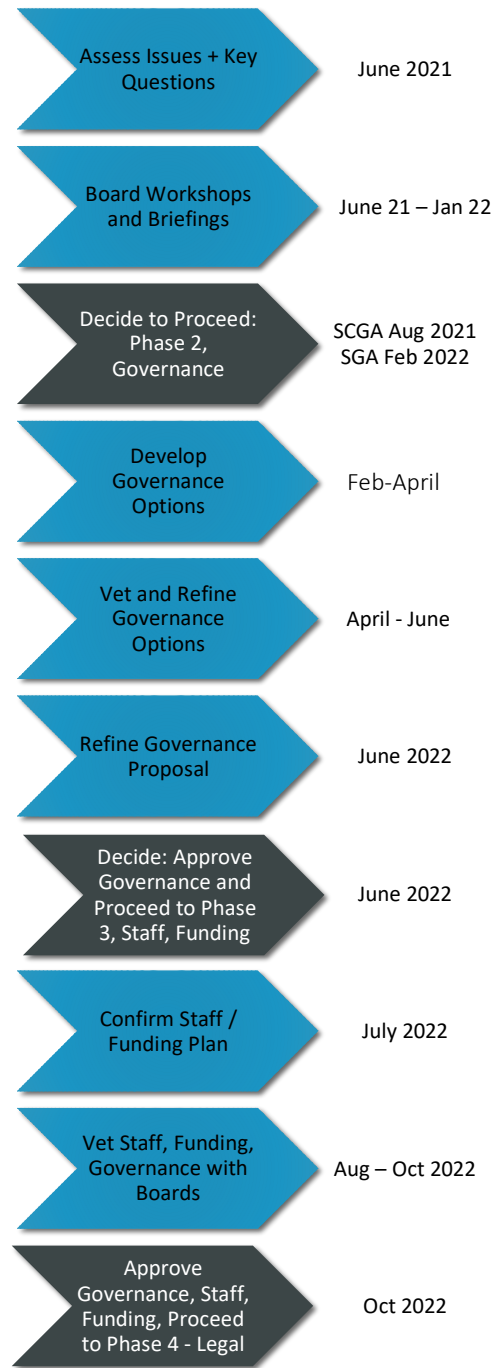 Assess Issues + Key
Questions
June 2021
Board Workshops
and Briefings
June 21 – Jan 22
Decide to Proceed:
Phase 2,
Governance
SCGA Aug 2021
SGA Feb 2022
Develop
Governance
Options
Feb-April
Vet and Refine
Governance
Options
April - June
Refine Governance
Proposal
June 2022
Decide: Approve
Governance and
Proceed to Phase
3, Staff, Funding
June 2022
Confirm Staff /
Funding Plan
July 2022
Vet Staff, Funding,
Governance with
Boards
Aug – Oct 2022
Approve
Governance, Staff,
Funding, Proceed
to Phase 4 - Legal
Oct 2022